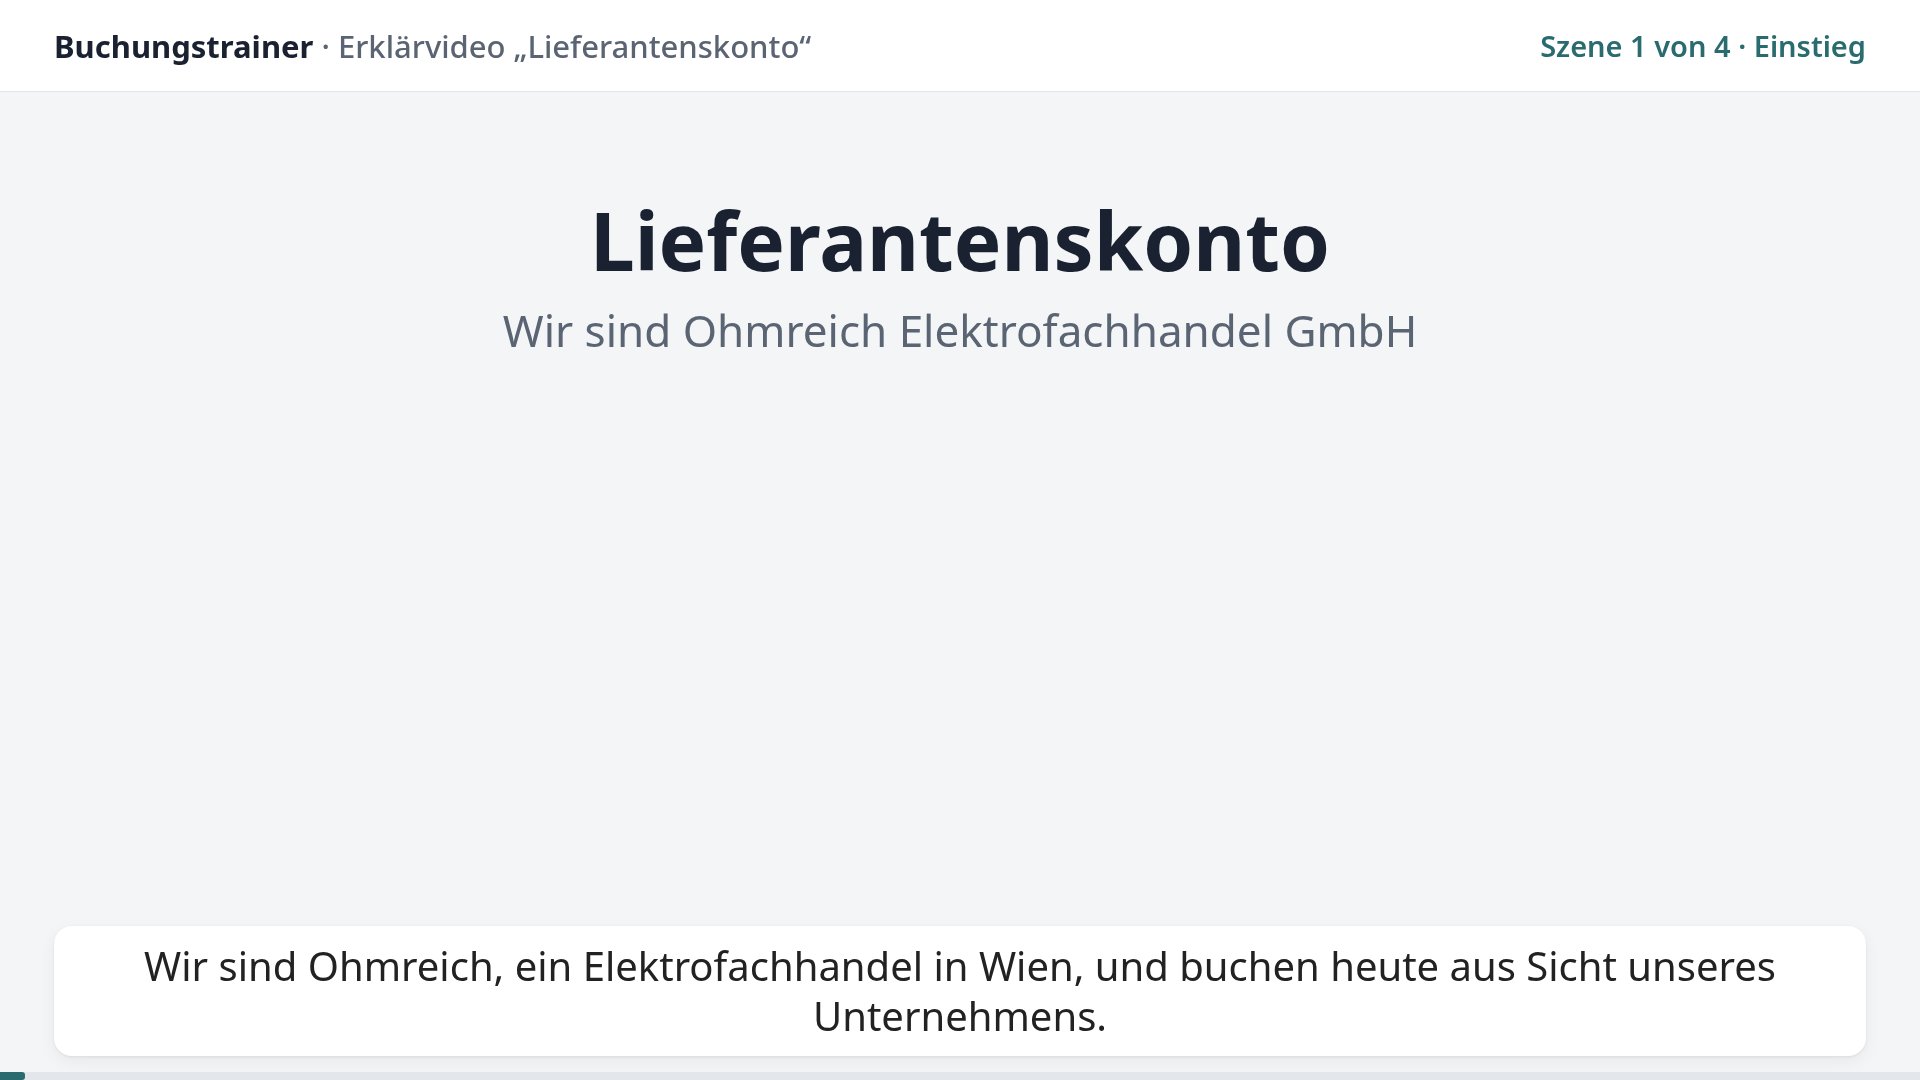 Buchungstrainer · Erklärvideo „Lieferantenskonto“
Szene 1 von 4 · Einstieg
Lieferantenskonto
Wir sind Ohmreich Elektrofachhandel GmbH
Wir sind Ohmreich, ein Elektrofachhandel in Wien, und buchen heute aus Sicht unseres
Unternehmens.